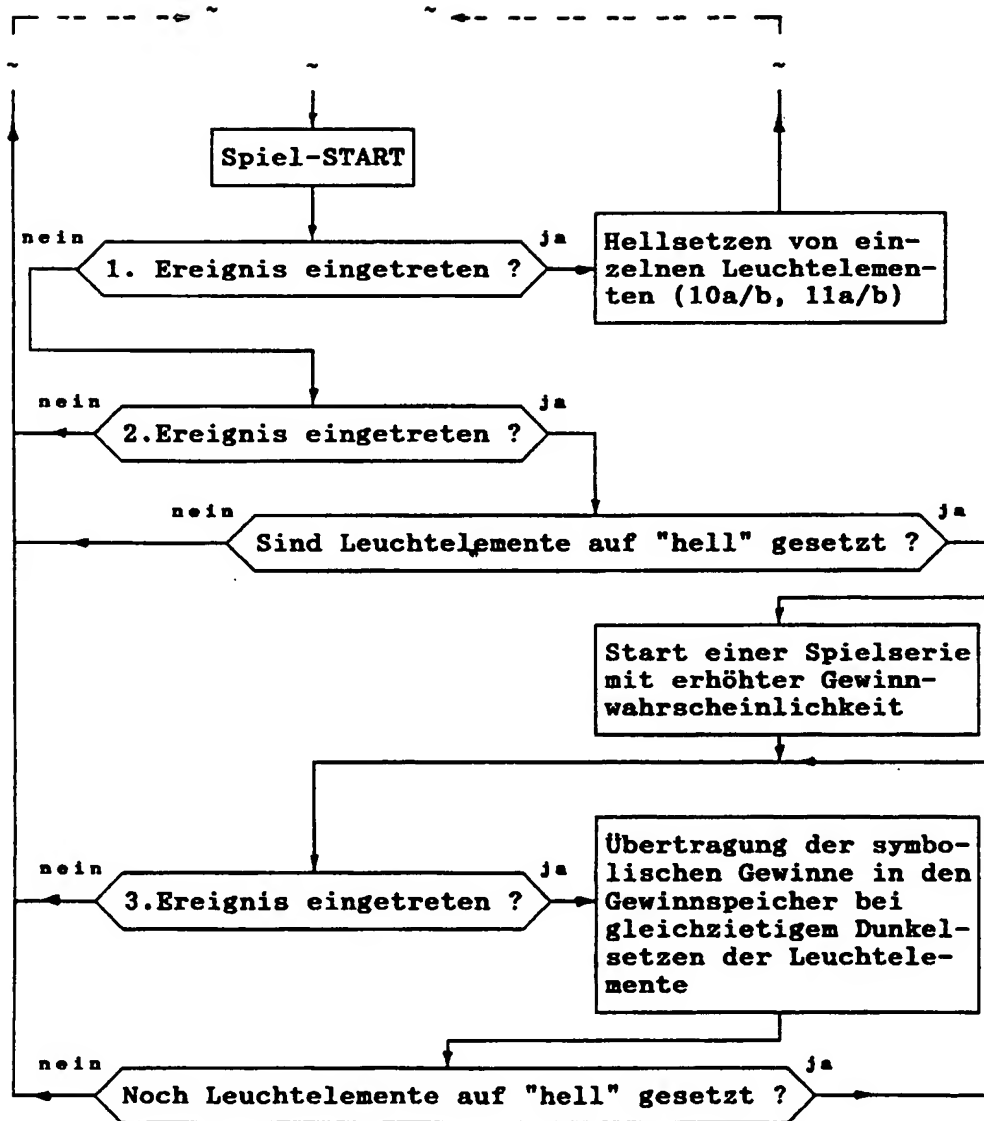 Spiel-START
nein
ja
1. Ereignis eingetreten ?
Hellsetzen von ein-
zelnen Leuchtelemen-
ten (10a/b, 11a/b)
nein
ja
2.Ereignis eingetreten ?
nein
ja
Sind Leuchtelemente auf "hell" gesetzt ?
Start einer Spielserie
mit erhöhter Gewinn-
wahrscheinlichkeit
nein
ja
3.Ereignis eingetreten ?
Übertragung der symbo-
lischen Gewinne in den
Gewinnspeicher bei
gleichzietigem Dunkel-
setzen der Leuchtele-
mente
nein
ja
Noch Leuchtelemente auf "hell" gesetzt ?